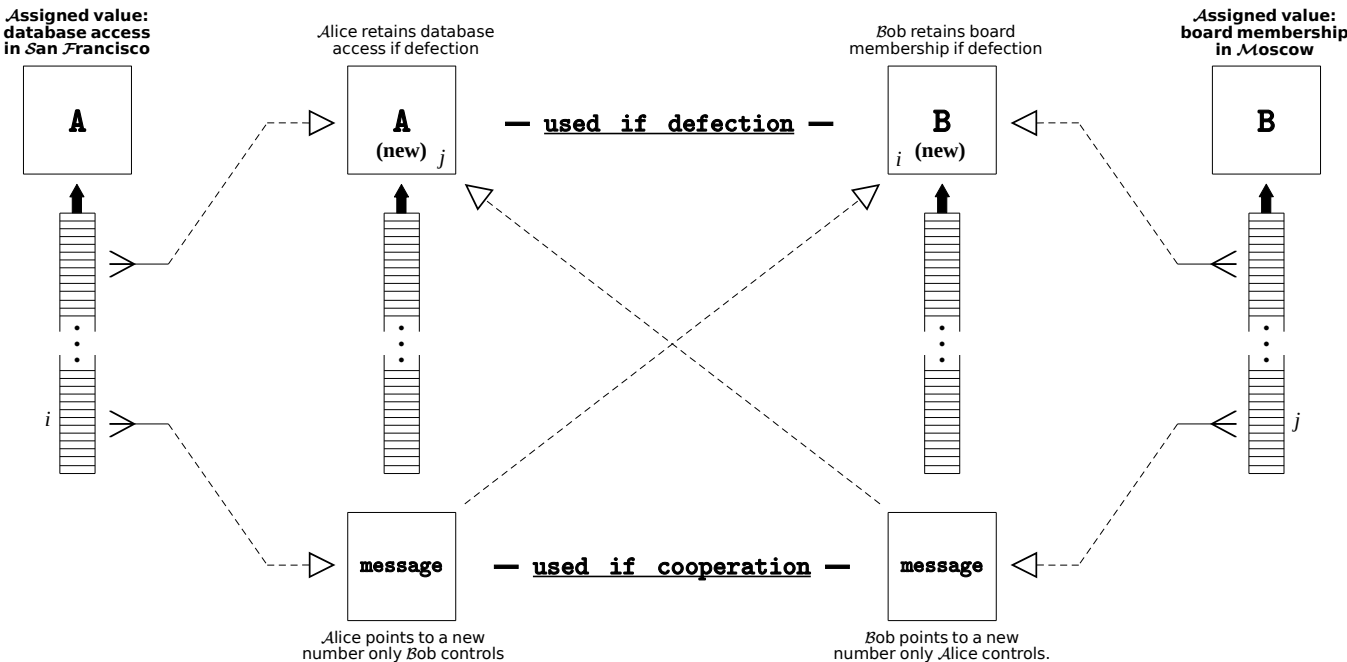 Assigned value:
database access
in San Francisco
Alice retains database
access if defection
Bob retains board
membership if defection
Assigned value:
board membership
in Moscow
A
A
(new) j
used if defection
B
i (new)
B
i
j
message
used if cooperation
message
Alice points to a new
number only Bob controls
Bob points to a new
number only Alice controls.